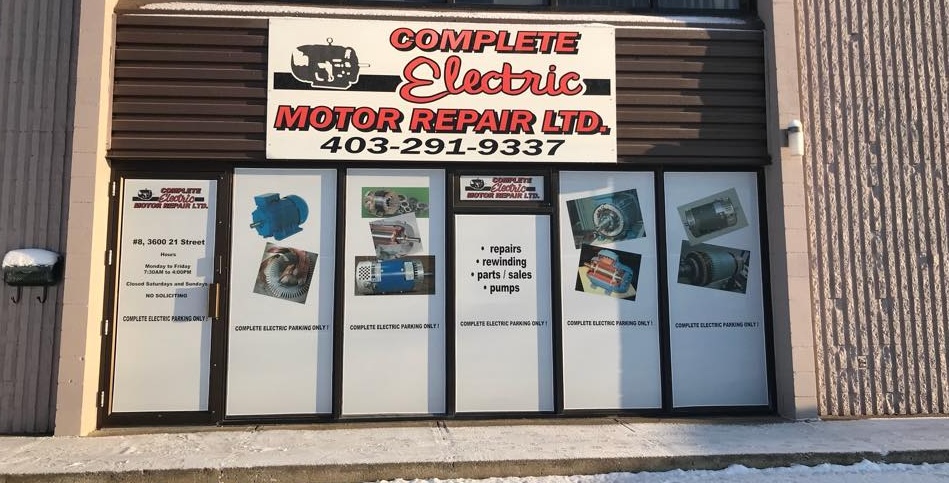 COMPLETE
Electric
MOTOR REPAIR LTD.
403-291-9337
COMPLETE
Electric
MOTOR REPAIR LTD.
#8, 3600 21 Street
Hours
Monday to Friday
7:30AM to 4:00PM
Closed Saturdays and Sundays
NO SOLICITING
COMPLETE ELECTRIC PARKING ONLY !
COMPLETE ELECTRIC PARKING ONLY !
COMPLETE ELECTRIC PARKING ONLY !
COMPLETE
Electric
MOTOR REPAIR LTD.
• repairs
• rewinding
• parts / sales
• pumps
COMPLETE ELECTRIC PARKING ONLY !
COMPLETE ELECTRIC PARKING ONLY !
COMPLETE ELECTRIC PARKING ONLY !